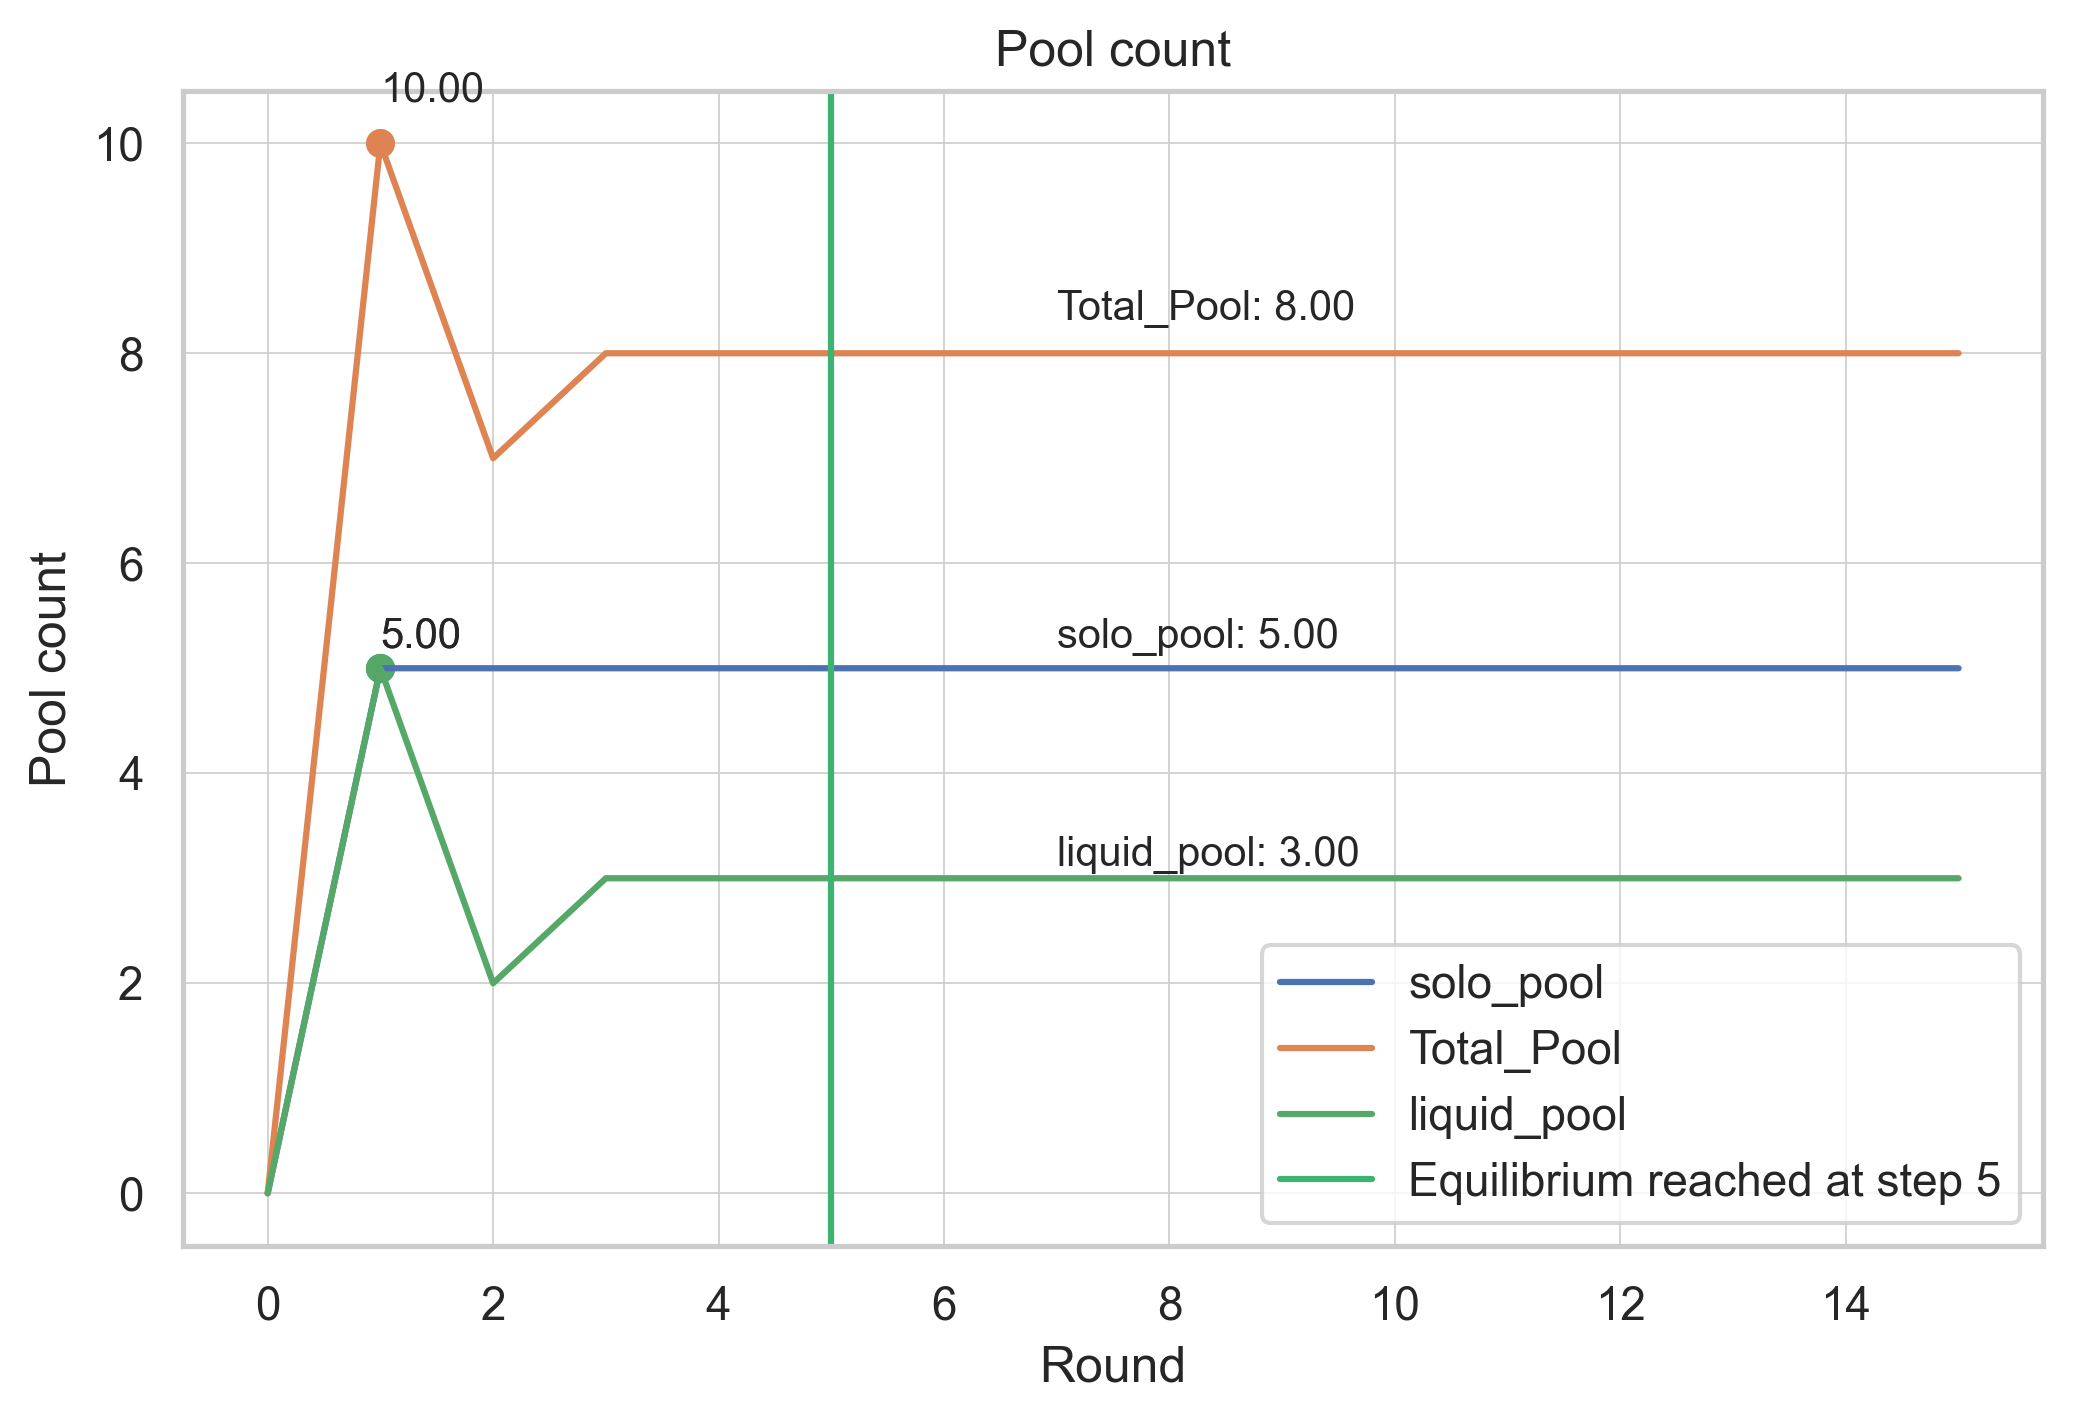 Pool count
10.00
10
Total_Pool: 8.00
8
6
5.00
solo_pool: 5.00
Pool count
4
liquid_pool: 3.00
2
0
solo_pool
Total_Pool
liquid_pool
Equilibrium reached at step 5
0 2 4 6 8 10 12 14
Round